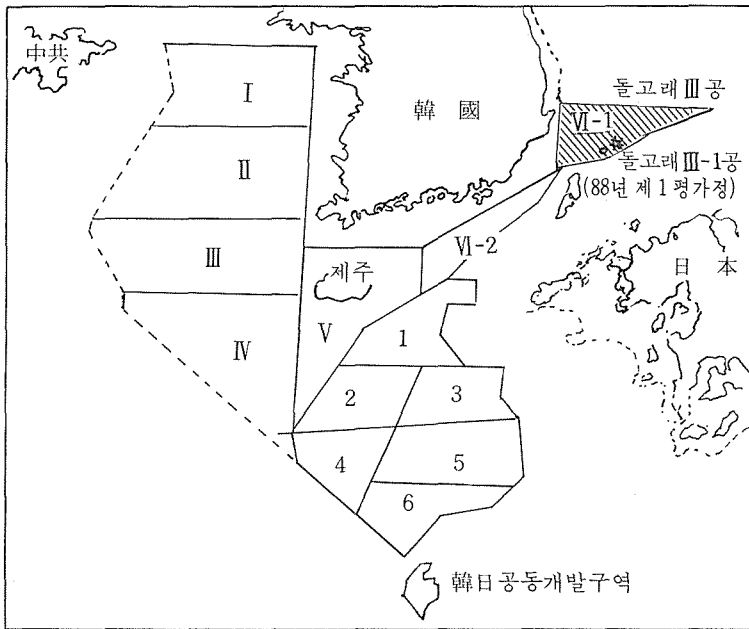 中共
I
韓國
돌고래Ⅲ공
Ⅵ-1
돌고래Ⅲ-1공
(88년 제1평가정)
Ⅱ
Ⅲ
Ⅵ-2
제주
日本
V
1
Ⅳ
2
3
4
5
6
韓日공동개발구역